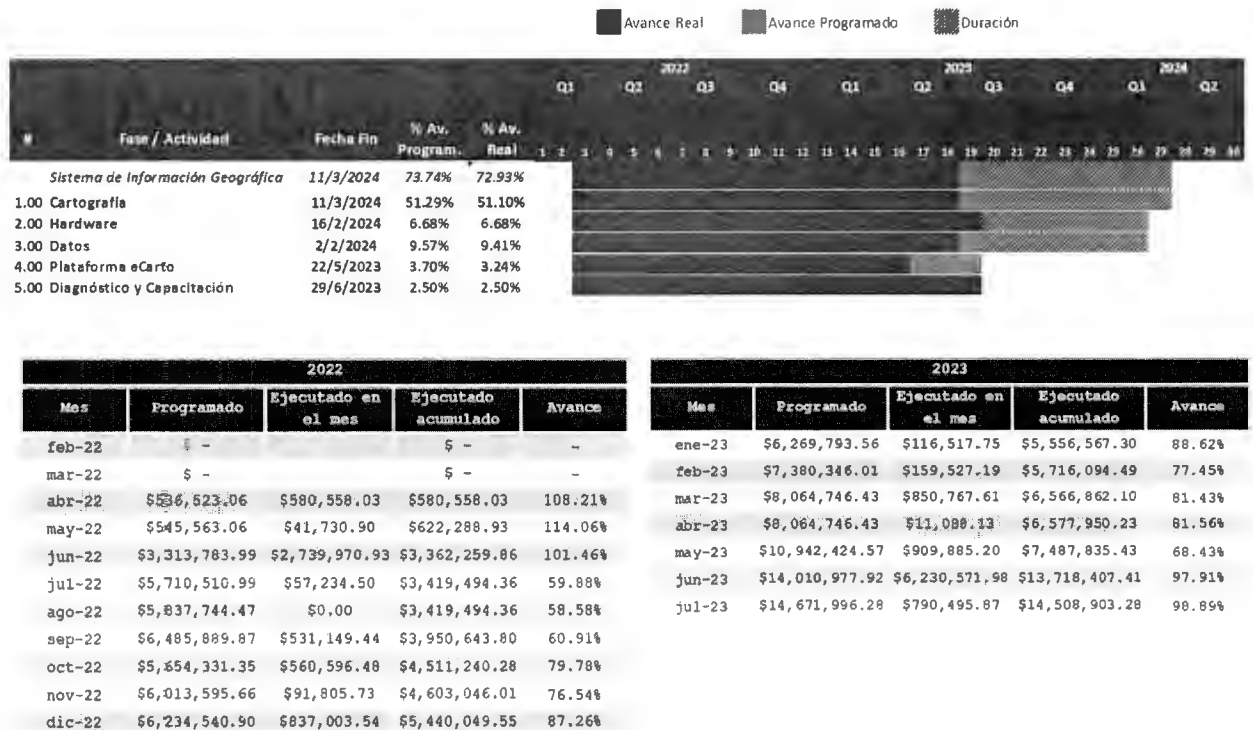 Avance Real Avance Programado Duración
2022 2023 2024
Q1 Q2 Q3 Q4 Q1 Q2 Q3 Q4 Q1 Q2
# Fase / Actividad Fecha Fin % Av. Program. % Av. Real 1 2 3 4 5 6 7 8 9 10 11 12 13 14 15 16 17 18 19 20 21 22 23 24 25 26 27 28 29 30
Sistema de Información Geográfica 11/3/2024 73.74% 72.93%
1.00 Cartografía 11/3/2024 51.29% 51.10%
2.00 Hardware 16/2/2024 6.68% 6.68%
3.00 Datos 2/2/2024 9.57% 9.41%
4.00 Plataforma eCarto 22/5/2023 3.70% 3.24%
5.00 Diagnóstico y Capacitación 29/6/2023 2.50% 2.50%
2022
Mes Programado Ejecutado en el mes Ejecutado acumulado Avance
feb-22 $ - $ - -
mar-22 $ - $ - -
abr-22 $536,523.06 $580,558.03 $580,558.03 108.21%
may-22 $545,563.06 $41,730.90 $622,288.93 114.06%
jun-22 $3,313,783.99 $2,739,970.93 $3,362,259.86 101.46%
jul-22 $5,710,510.99 $57,234.50 $3,419,494.36 59.88%
ago-22 $5,837,744.47 $0.00 $3,419,494.36 58.58%
sep-22 $6,485,889.87 $531,149.44 $3,950,643.80 60.91%
oct-22 $5,654,331.35 $560,596.48 $4,511,240.28 79.78%
nov-22 $6,013,595.66 $91,805.73 $4,603,046.01 76.54%
dic-22 $6,234,540.90 $837,003.54 $5,440,049.55 87.26%
2023
Mes Programado Ejecutado en el mes Ejecutado acumulado Avance
ene-23 $6,269,793.56 $116,517.75 $5,556,567.30 88.62%
feb-23 $7,380,346.01 $159,527.19 $5,716,094.49 77.45%
mar-23 $8,064,746.43 $850,767.61 $6,566,862.10 81.43%
abr-23 $8,064,746.43 $11,088.13 $6,577,950.23 81.56%
may-23 $10,942,424.57 $909,885.20 $7,487,835.43 68.43%
jun-23 $14,010,977.92 $6,230,571.98 $13,718,407.41 97.91%
jul-23 $14,671,996.28 $790,495.87 $14,508,903.28 98.89%